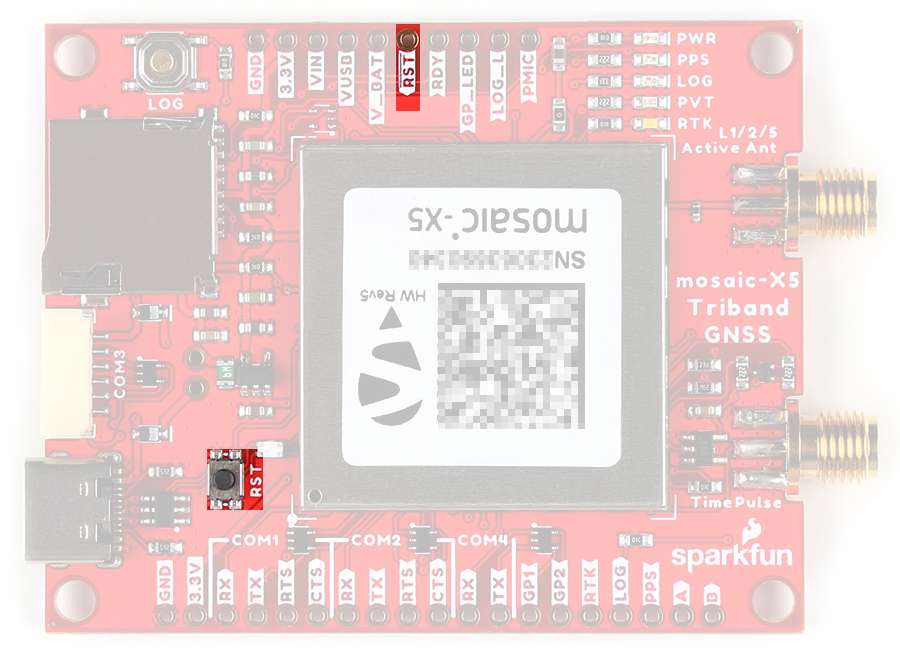 PWR
PPS
LOG
PVT
RTK
LOG
GND
3.3V
VIN
VUSB
V_BAT
RST
RDY
GP_LED
LOG_L
PMIC
L1/2/5
Active Ant
mosaic-X5
HW Rev5
mosaic-X5
Triband
GNSS
COM3
RST
TimePulse
COM1
COM2
COM4
sparkfun
GND
3.3V
RX
TX
RTS
CTS
RX
TX
RTS
CTS
RX
TX
GP1
GP2
RTK
LOG
PPS
A
B